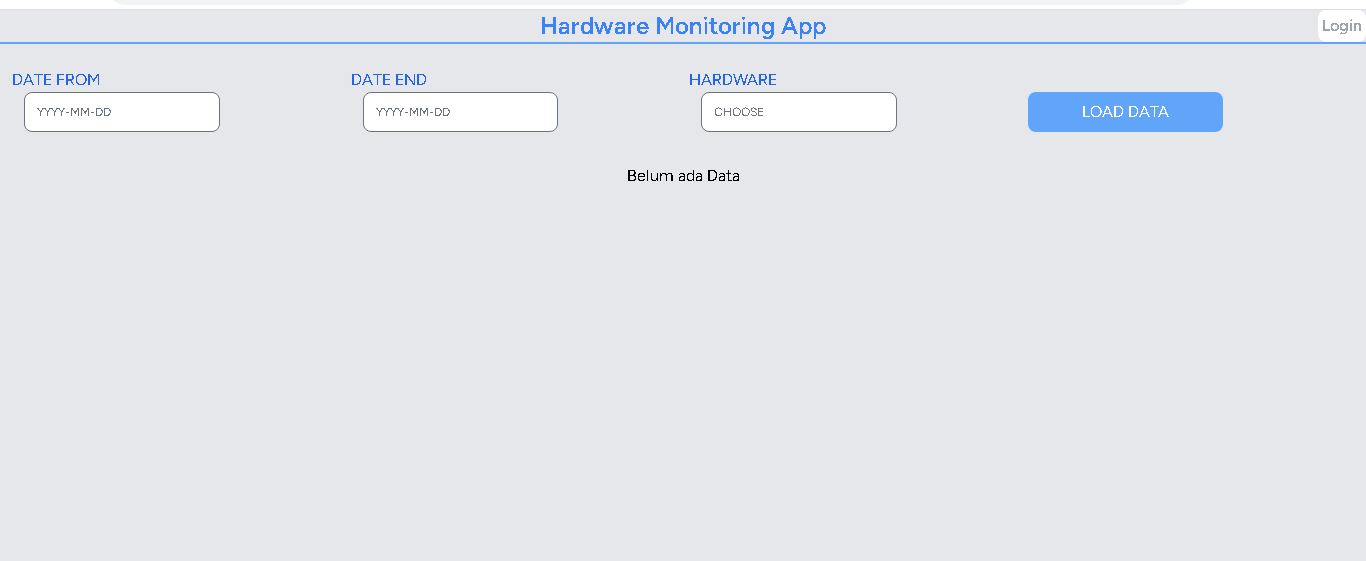 Hardware Monitoring App
Login
DATE FROM
DATE END
HARDWARE
YYYY-MM-DD
YYYY-MM-DD
CHOOSE
LOAD DATA
Belum ada Data